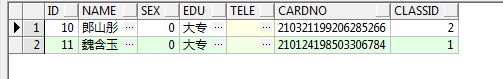 ID NAME SEX EDU TELE CARDNO CLASSID
1 10 郎山彤 ··· 0 大专 ··· ··· 210321199206285266 2
2 11 魏含玉 ··· 0 大专 ··· ··· 210124198503306784 1